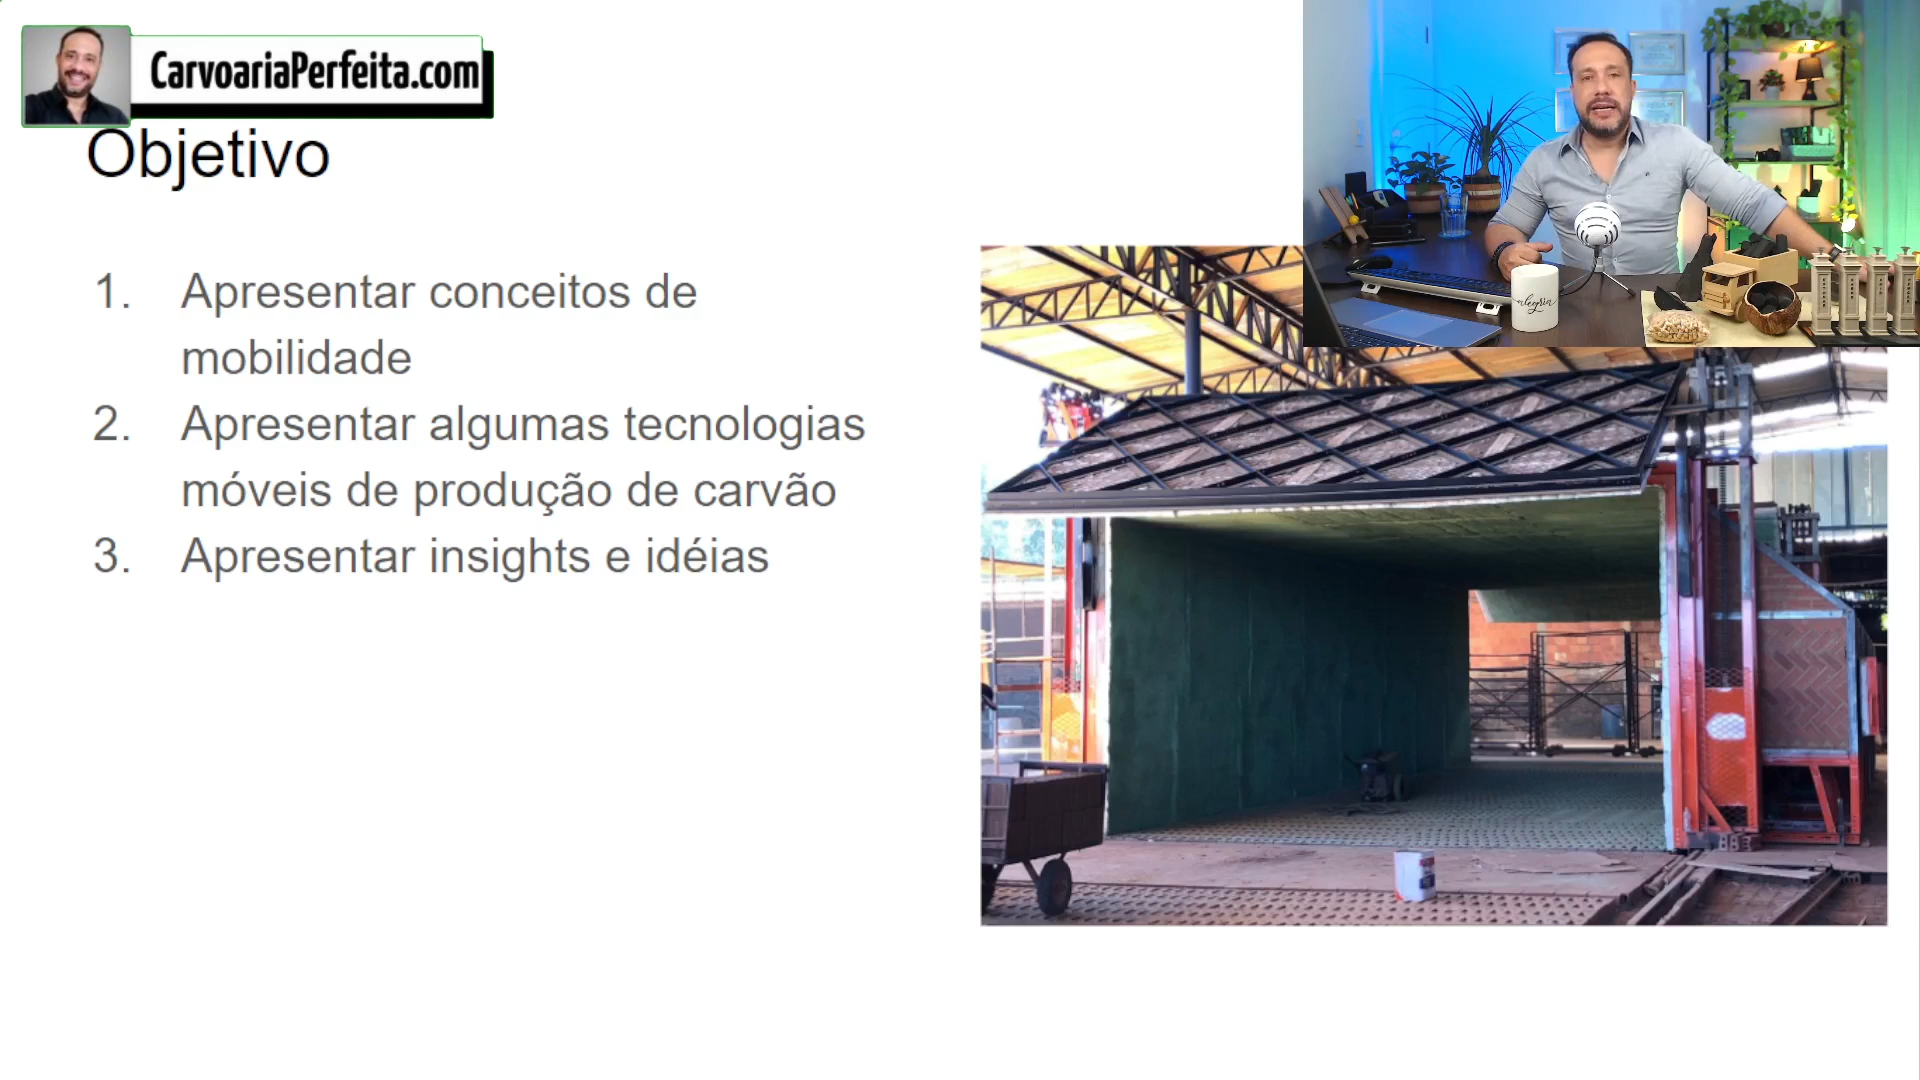 CarvoariaPerfeita.com
Objetivo
1. Apresentar conceitos de
mobilidade
2. Apresentar algumas tecnologias
móveis de produção de carvão
3. Apresentar insights e idéias
alegria